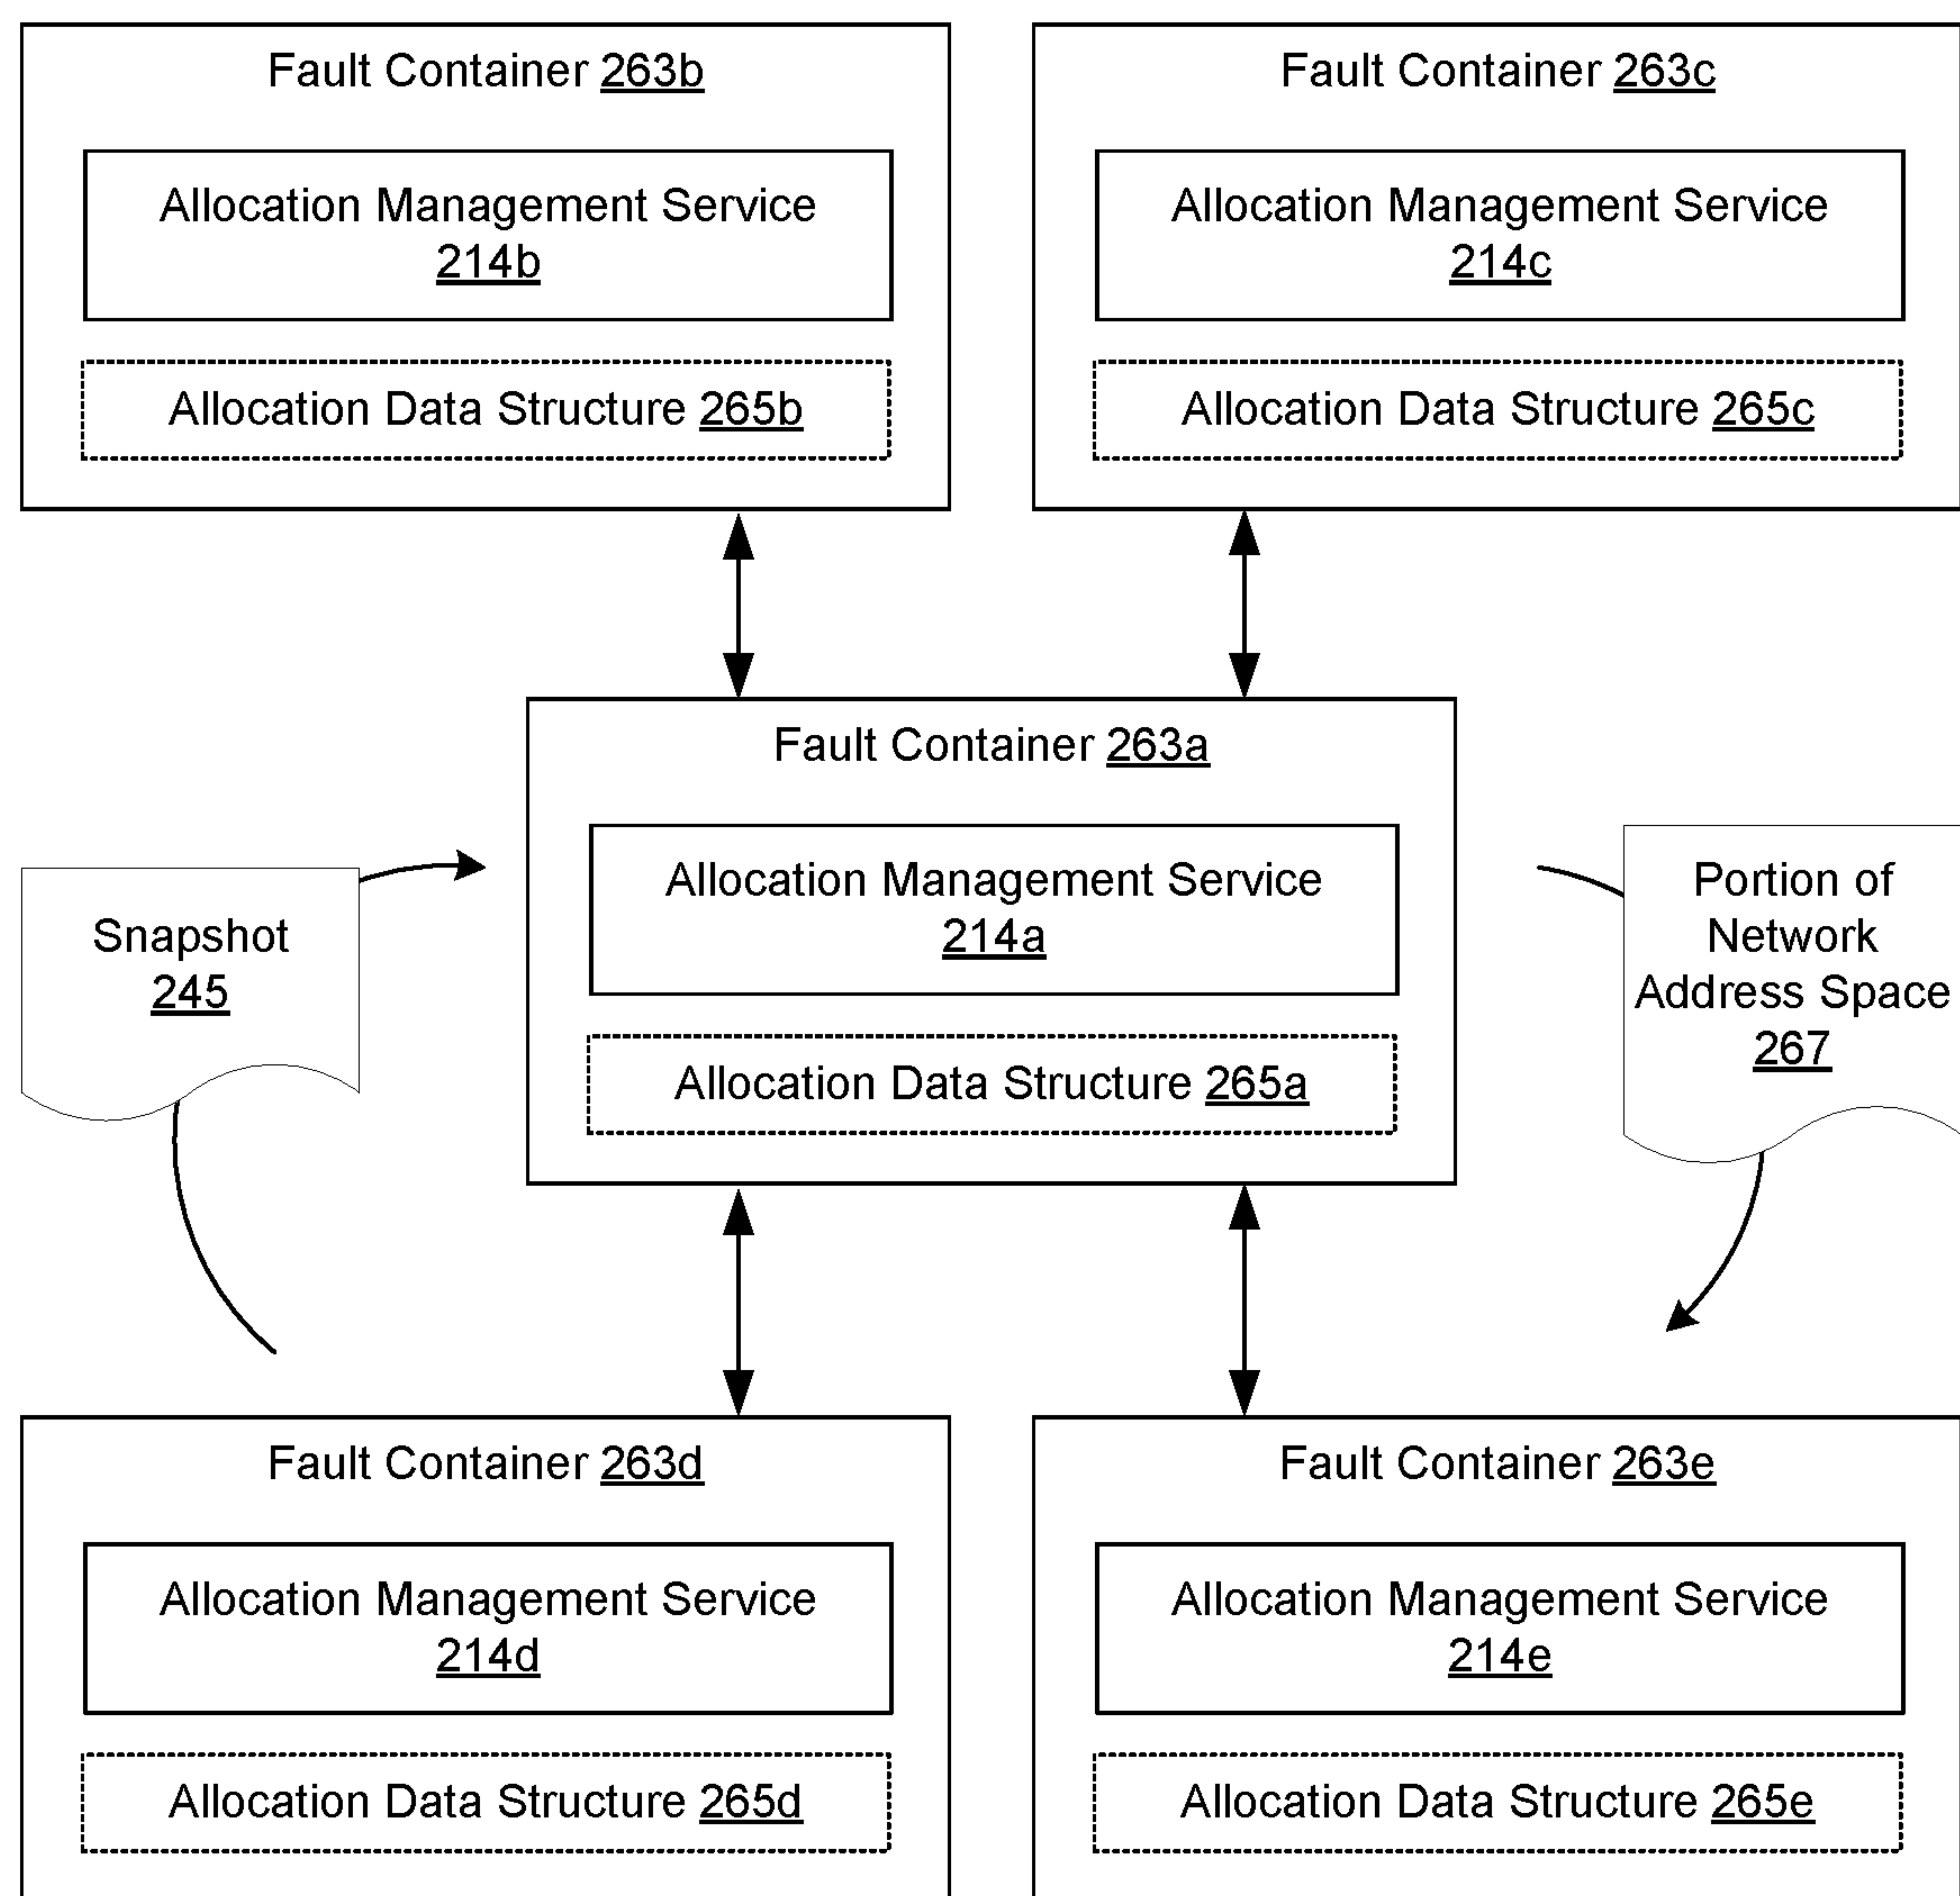 Fault Container 263b
Allocation Management Service
214b
Allocation Data Structure 265b
Fault Container 263c
Allocation Management Service
214c
Allocation Data Structure 265c
Fault Container 263a
Allocation Management Service
214a
Allocation Data Structure 265a
Snapshot
245
Portion of
Network
Address Space
267
Fault Container 263d
Allocation Management Service
214d
Allocation Data Structure 265d
Fault Container 263e
Allocation Management Service
214e
Allocation Data Structure 265e